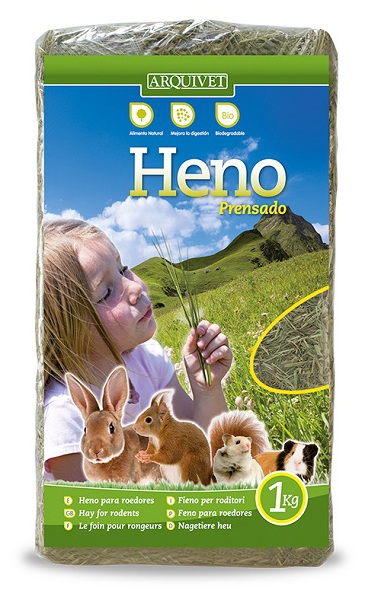 ARQUIVET
Alimento Natural
Mejora la digestión
Bio
Biodegradable
Heno
Prensado
E Heno para roedores
GB Hay for rodents
F Le foin pour rongeurs
I Fieno per roditori
P Feno para roedores
D Nagetiere heu
1Kg